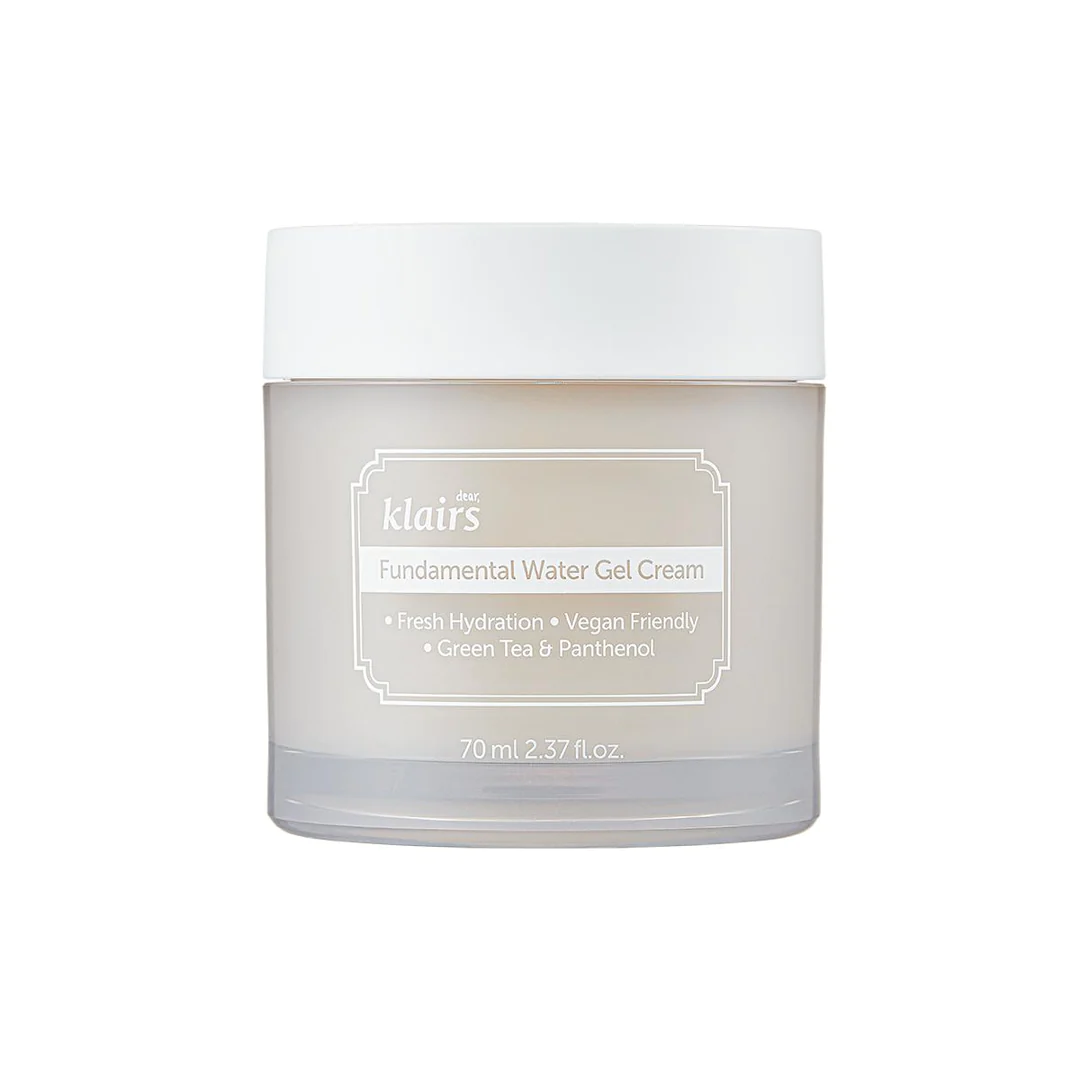 dear,
klairs
Fundamental Water Gel Cream
• Fresh Hydration • Vegan Friendly
• Green Tea & Panthenol
70 ml 2.37 fl.oz.